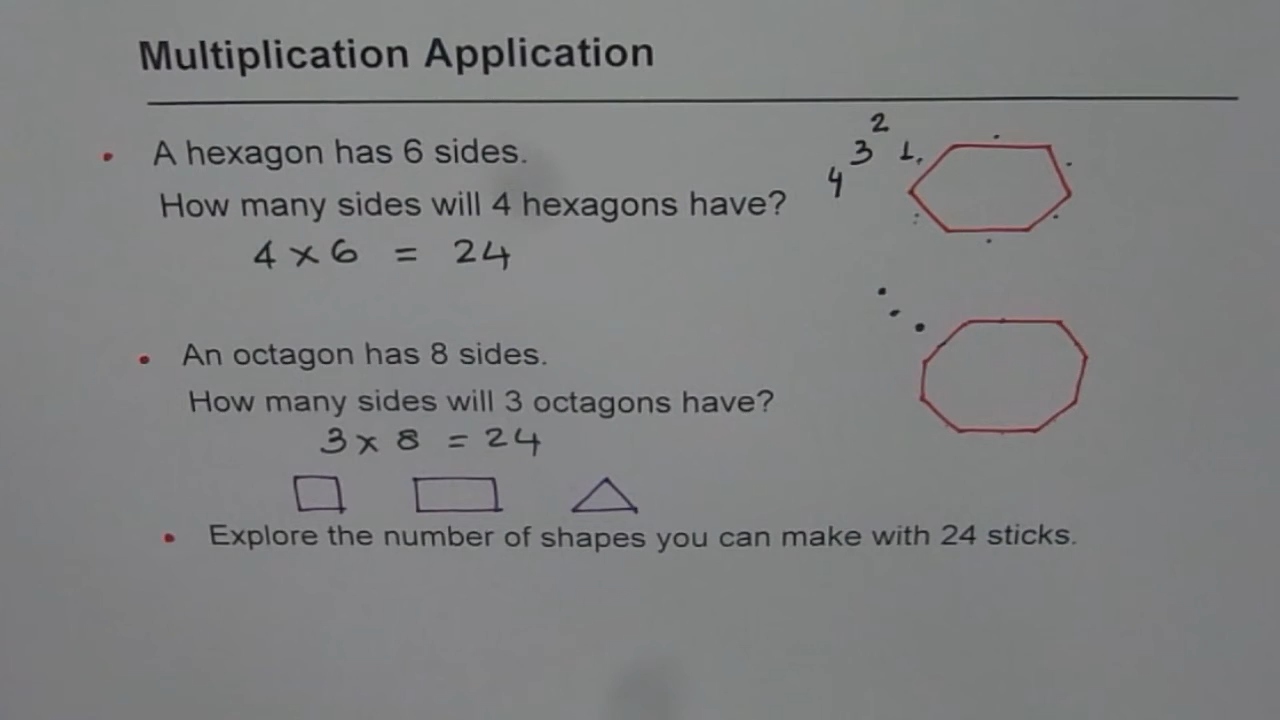 Multiplication Application
• A hexagon has 6 sides.
2
3 1.
4
How many sides will 4 hexagons have?
4 x 6 = 24
• An octagon has 8 sides.
How many sides will 3 octagons have?
3 x 8 = 24
• Explore the number of shapes you can make with 24 sticks.